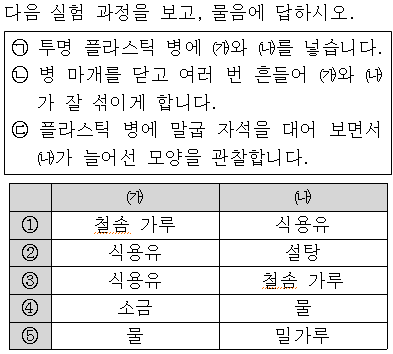 다음 실험 과정을 보고, 물음에 답하시오.
㉠ 투명 플라스틱 병에 ㈎와 ㈏를 넣습니다.
㉡ 병 마개를 닫고 여러 번 흔들어 ㈎와 ㈏
가 잘 섞이게 합니다.
㉢ 플라스틱 병에 말굽 자석을 대어 보면서
㈏가 늘어선 모양을 관찰합니다.
㈎ ㈏
① 철솜 가루 식용유
② 식용유 설탕
③ 식용유 철솜 가루
④ 소금 물
⑤ 물 밀가루